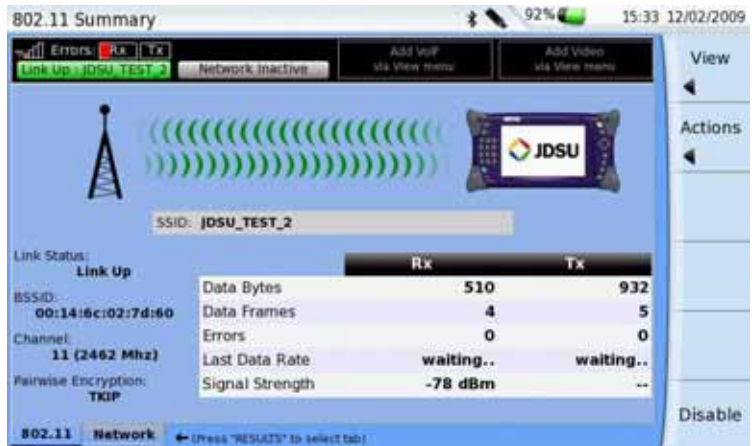 802.11 Summary
92%
15:33 12/02/2009
Errors: Rx Tx
Link Up : JDSU_TEST_2
Network Inactive
Add VoIP
via View menu
Add Video
via View menu
View
Actions
JDSU
SSID: JDSU_TEST_2
Link Status:
Link Up
BSSID:
00:14:6c:02:7d:60
Channel:
11 (2462 Mhz)
Pairwise Encryption:
TKIP
Rx Tx
Data Bytes 510 932
Data Frames 4 5
Errors 0 0
Last Data Rate waiting.. waiting..
Signal Strength -78 dBm --
Disable
802.11 Network ←(Press "RESULTS" to select tab)